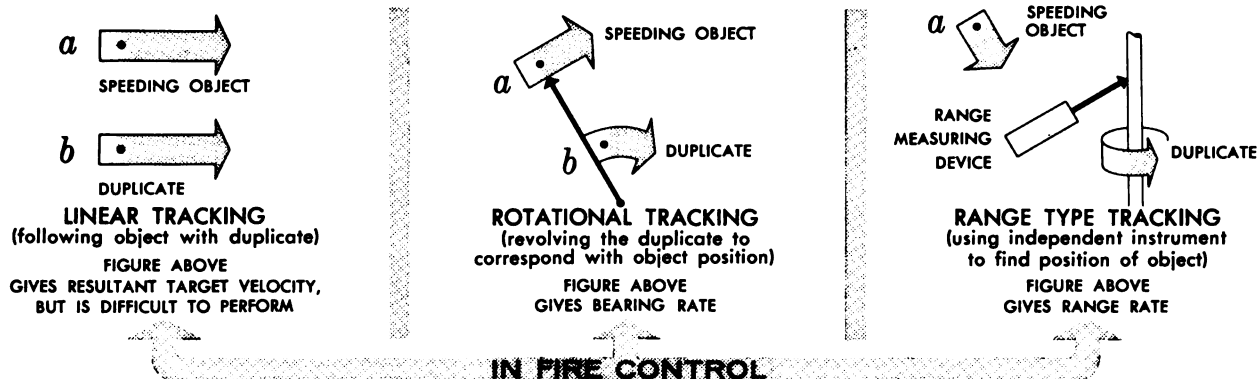 a
SPEEDING OBJECT
b
DUPLICATE
LINEAR TRACKING
(following object with duplicate)
FIGURE ABOVE
GIVES RESULTANT TARGET VELOCITY,
BUT IS DIFFICULT TO PERFORM
SPEEDING OBJECT
a
b
DUPLICATE
ROTATIONAL TRACKING
(revolving the duplicate to
correspond with object position)
FIGURE ABOVE
GIVES BEARING RATE
a
SPEEDING
OBJECT
RANGE
MEASURING
DEVICE
DUPLICATE
RANGE TYPE TRACKING
(using independent instrument
to find position of object)
FIGURE ABOVE
GIVES RANGE RATE
IN FIRE CONTROL